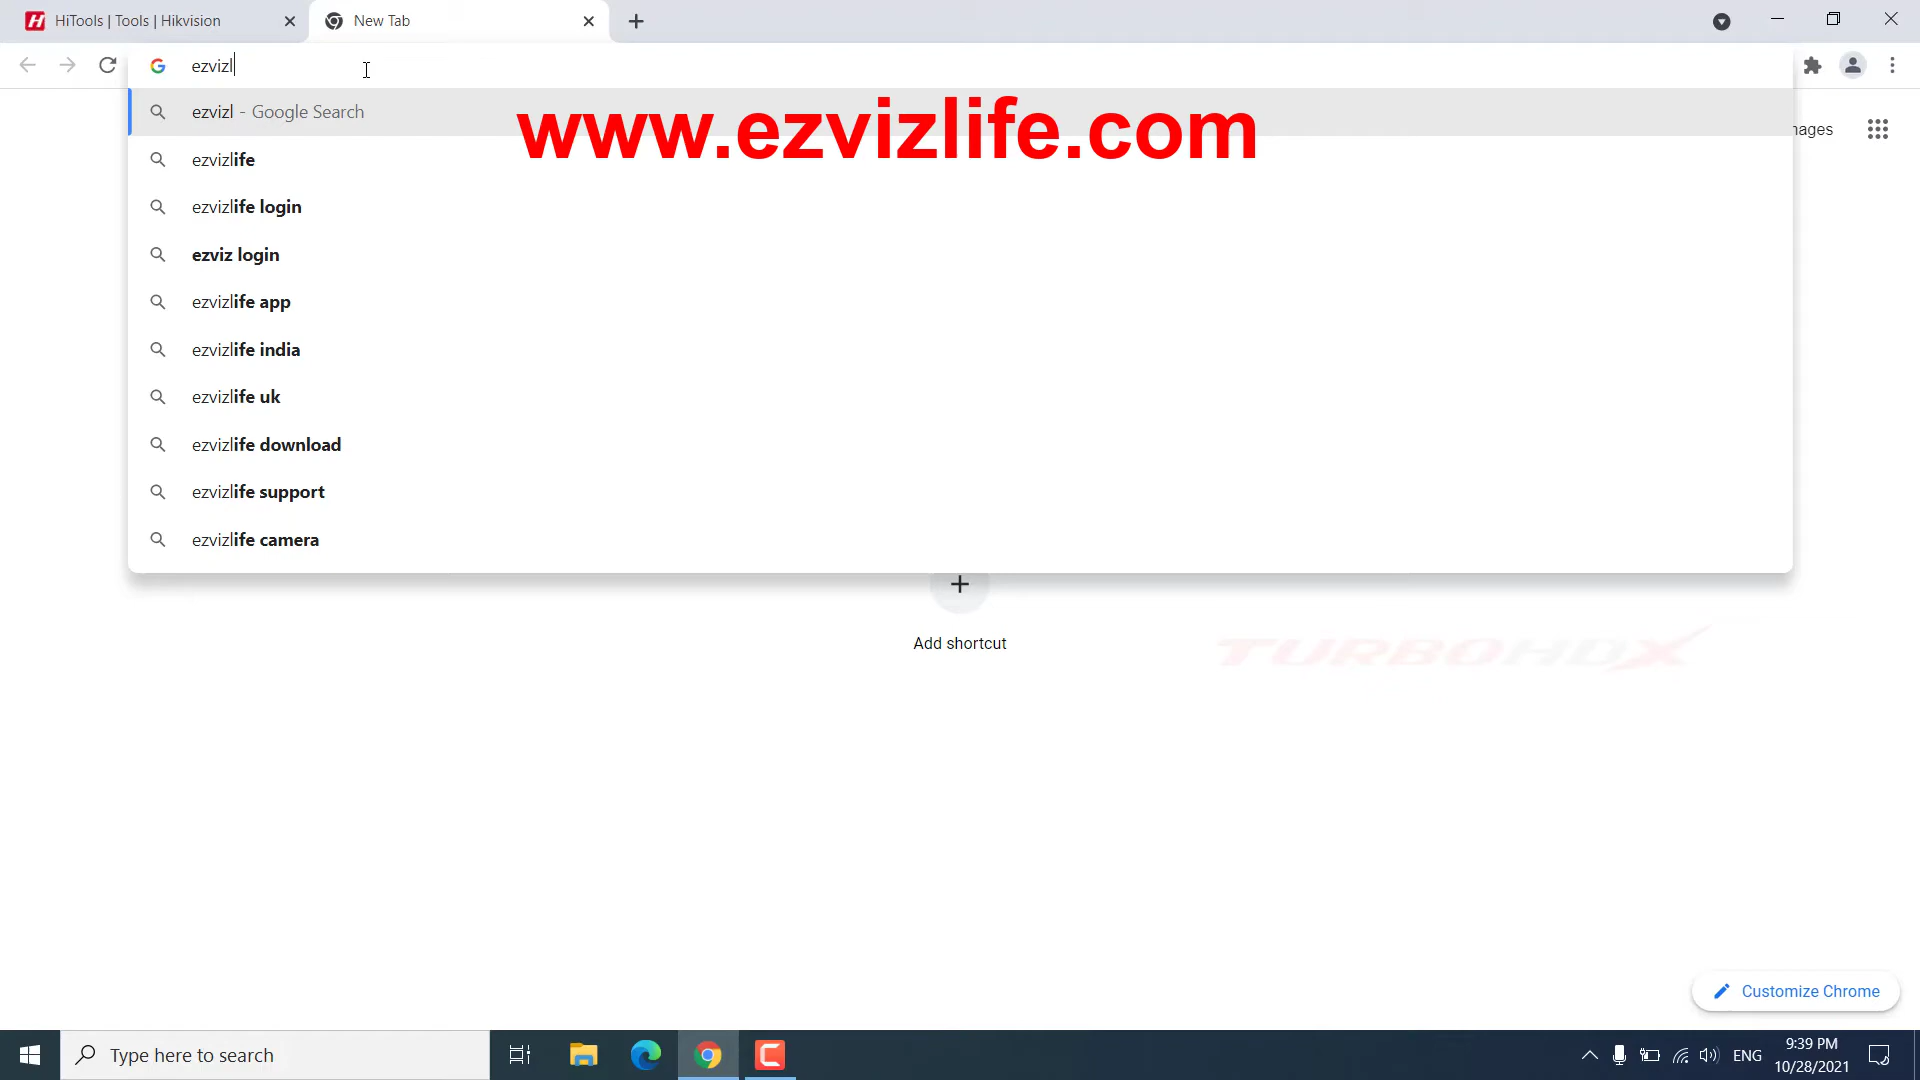 HiTools | Tools | Hikvision
New Tab
ezvizl
ezvizl - Google Search
www.ezvizlife.com
ezvizlife
ezvizlife login
ezviz login
ezvizlife app
ezvizlife india
ezvizlife uk
ezvizlife download
ezvizlife support
ezvizlife camera
Add shortcut
TURBOHDX
Customize Chrome
Type here to search
ENG
9:39 PM
10/28/2021